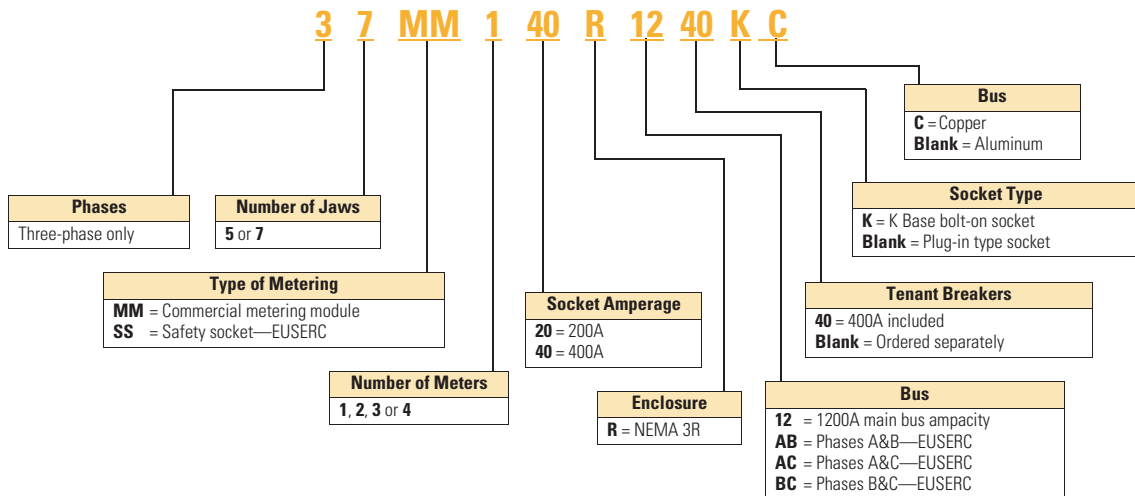 3 7 MM 1 40 R 12 40 K C
Bus
C = Copper
Blank = Aluminum
Phases
Three-phase only
Number of Jaws
5 or 7
Socket Type
K = K Base bolt-on socket
Blank = Plug-in type socket
Type of Metering
MM = Commercial metering module
SS = Safety socket—EUSERC
Socket Amperage
20 = 200A
40 = 400A
Tenant Breakers
40 = 400A included
Blank = Ordered separately
Number of Meters
1, 2, 3 or 4
Enclosure
R = NEMA 3R
Bus
12 = 1200A main bus ampacity
AB = Phases A&B—EUSERC
AC = Phases A&C—EUSERC
BC = Phases B&C—EUSERC